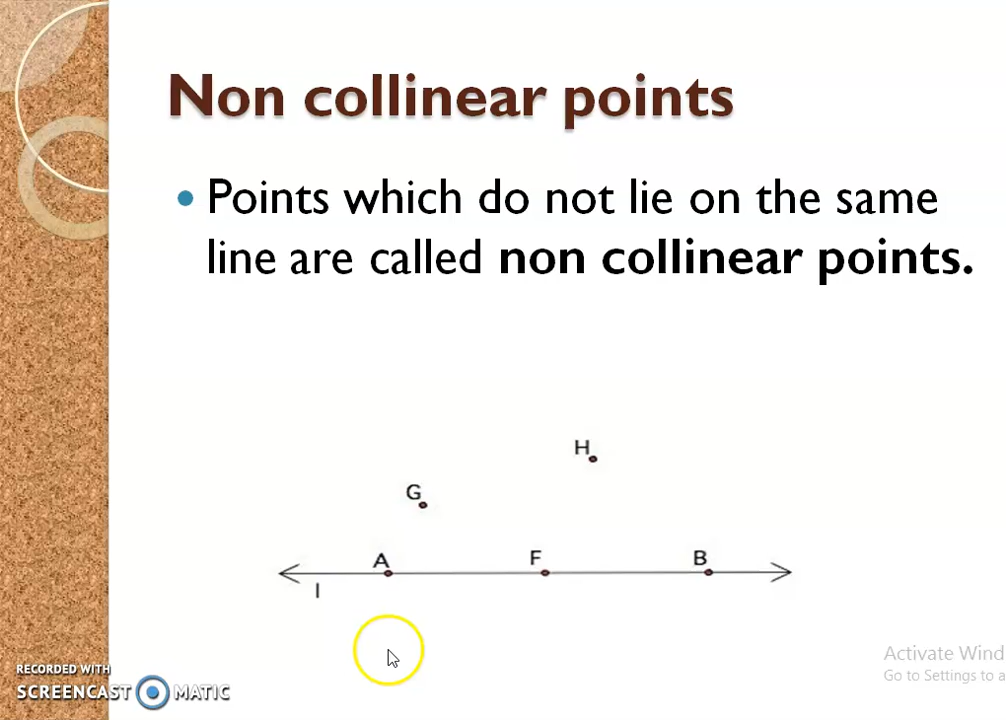 Non collinear points
• Points which do not lie on the same
line are called non collinear points.
H
G
A F B
l
RECORDED WITH
SCREENCAST MATIC
Activate Wind
Go to Settings to a